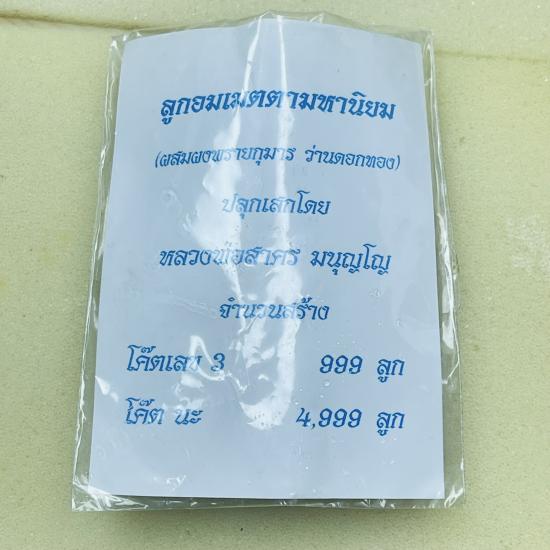 ลูกอมเมตตามหานิยม
(ผสมผงพรายกุมาร ว่านดอกทอง)
ปลุกเสกโดย
หลวงพ่อสาคร มนุญโญ
จำนวนสร้าง
โค๊ตเลข 3 999 ลูก
โค๊ต นะ 4,999 ลูก